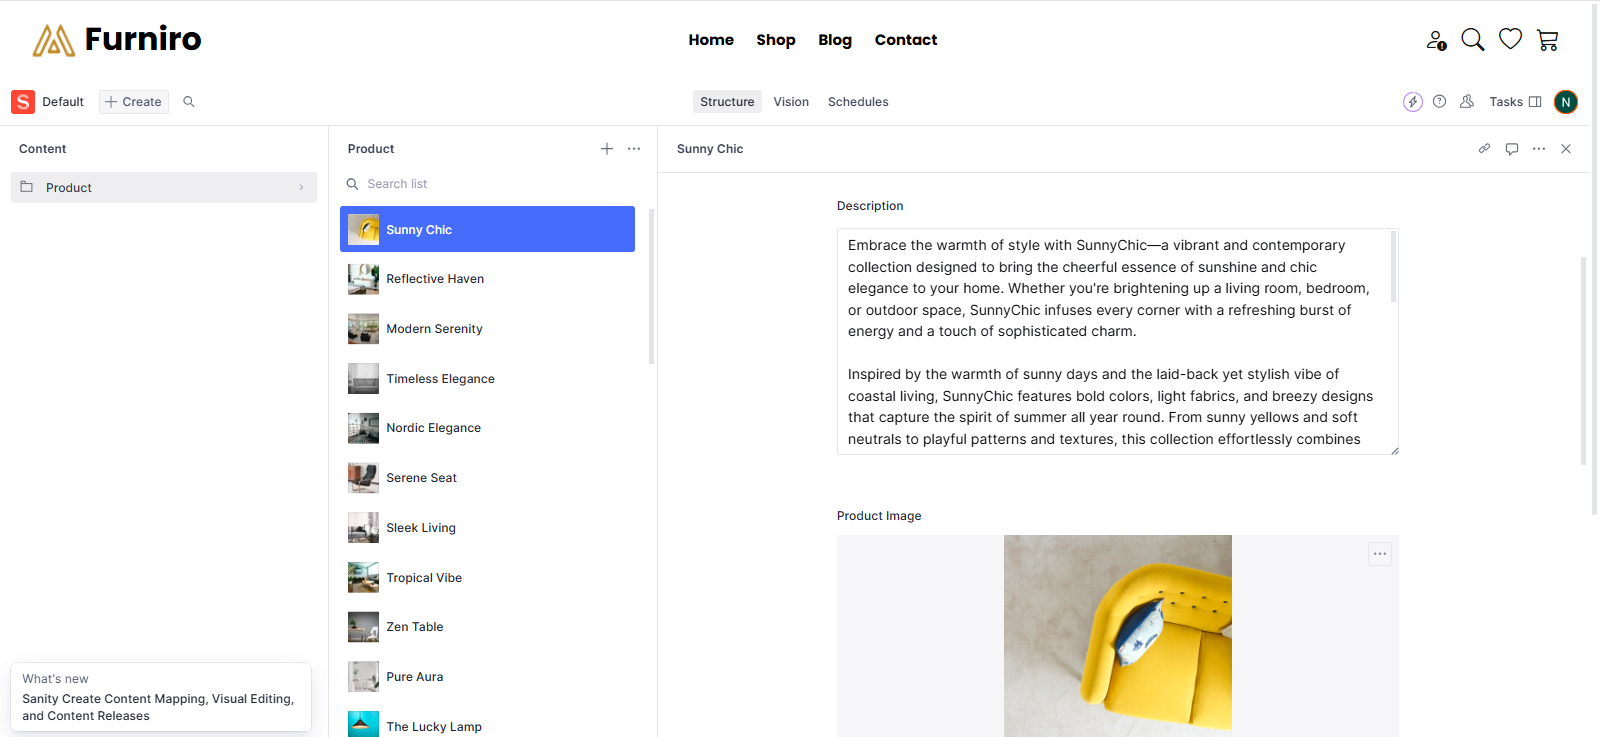 Furniro
Home Shop Blog Contact
S Default + Create
Structure Vision Schedules
Tasks N
Content
Product
What's new
Sanity Create Content Mapping, Visual Editing,
and Content Releases
Product
Search list
Sunny Chic
Reflective Haven
Modern Serenity
Timeless Elegance
Nordic Elegance
Serene Seat
Sleek Living
Tropical Vibe
Zen Table
Pure Aura
The Lucky Lamp
Sunny Chic
Description
Embrace the warmth of style with SunnyChic—a vibrant and contemporary
collection designed to bring the cheerful essence of sunshine and chic
elegance to your home. Whether you're brightening up a living room, bedroom,
or outdoor space, SunnyChic infuses every corner with a refreshing burst of
energy and a touch of sophisticated charm.
Inspired by the warmth of sunny days and the laid-back yet stylish vibe of
coastal living, SunnyChic features bold colors, light fabrics, and breezy designs
that capture the spirit of summer all year round. From sunny yellows and soft
neutrals to playful patterns and textures, this collection effortlessly combines
Product Image